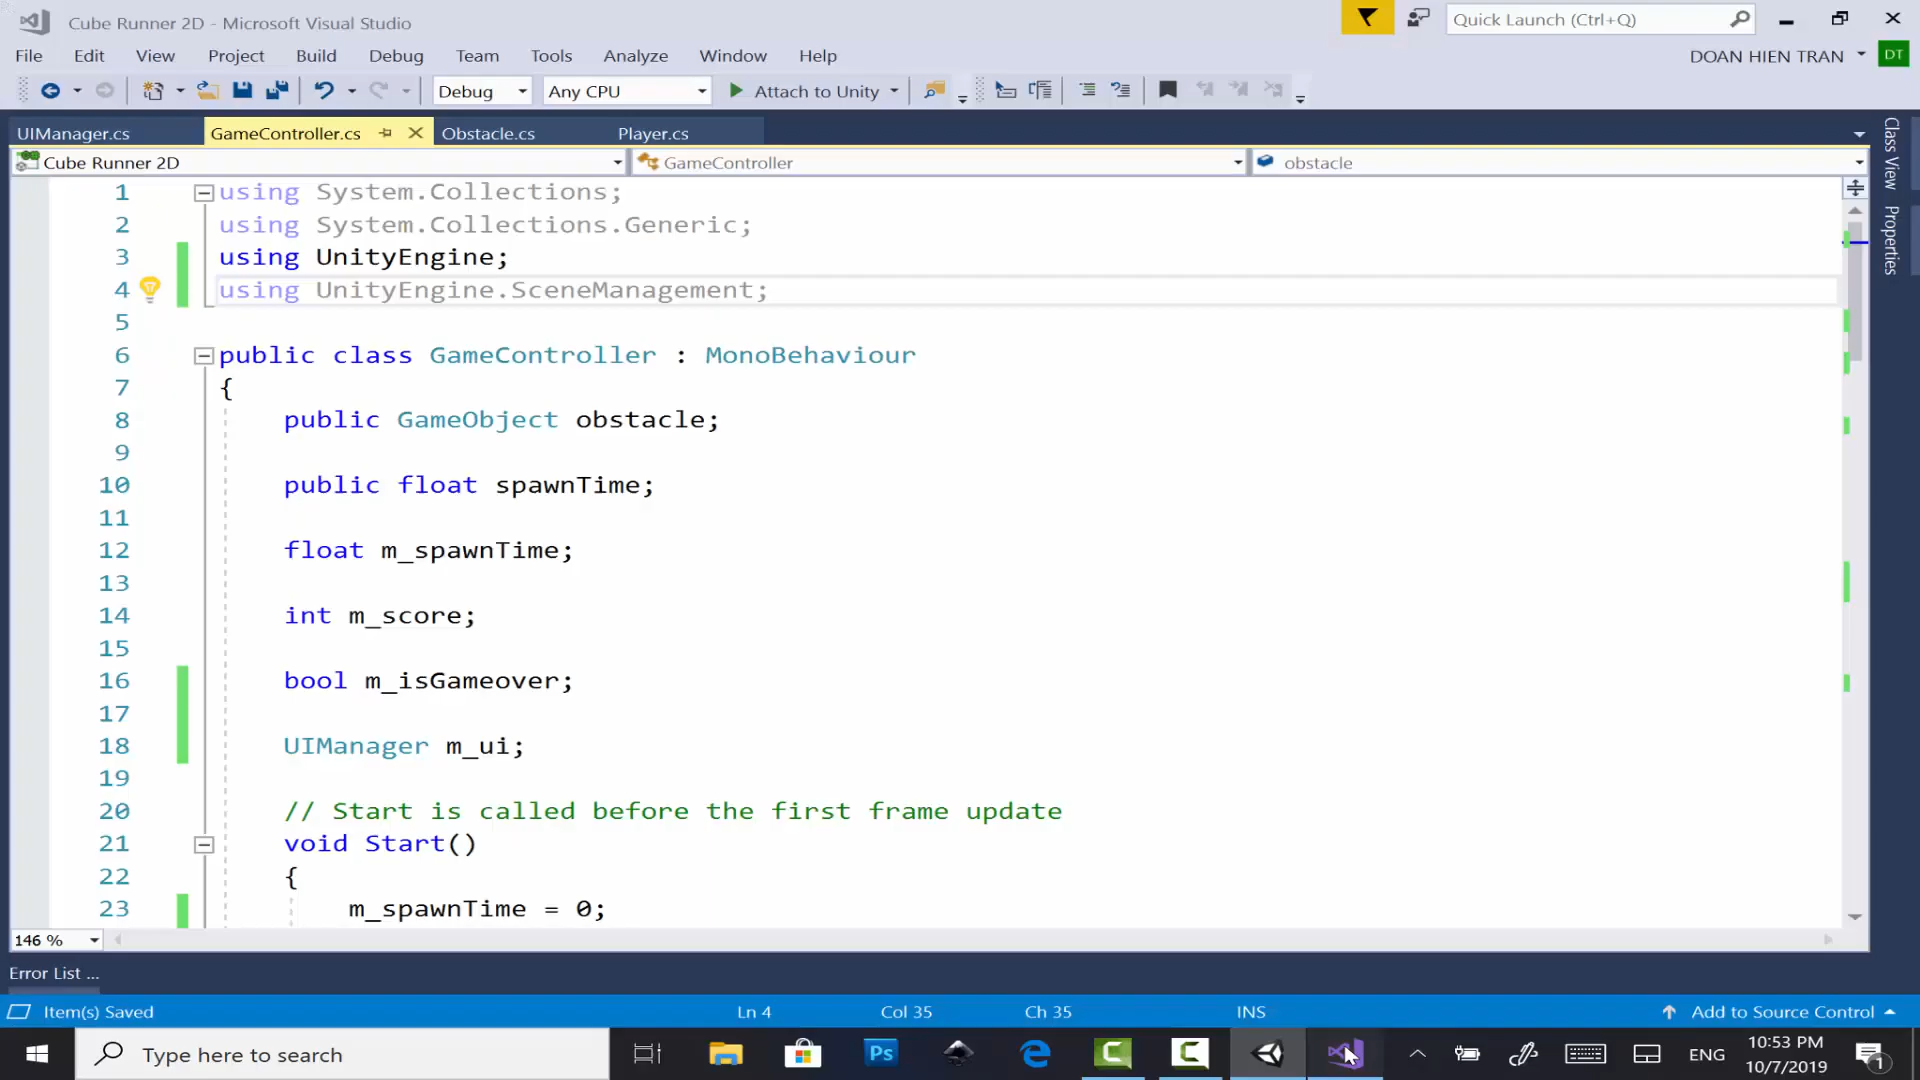 Cube Runner 2D - Microsoft Visual Studio
Quick Launch (Ctrl+Q)
File Edit View Project Build Debug Team Tools Analyze Window Help
DOAN HIEN TRAN
DT
Debug
Any CPU
Attach to Unity
UIManager.cs
GameController.cs
Obstacle.cs
Player.cs
Cube Runner 2D
GameController
obstacle
Class View
Properties
1 using System.Collections;
2 using System.Collections.Generic;
3 using UnityEngine;
4 using UnityEngine.SceneManagement;
5
6 public class GameController : MonoBehaviour
7 {
8 public GameObject obstacle;
9
10 public float spawnTime;
11
12 float m_spawnTime;
13
14 int m_score;
15
16 bool m_isGameover;
17
18 UIManager m_ui;
19
20 // Start is called before the first frame update
21 void Start()
22 {
23 m_spawnTime = 0;
146 %
Error List ...
Item(s) Saved
Ln 4
Col 35
Ch 35
INS
Add to Source Control
Type here to search
Ps
ENG
10:53 PM
10/7/2019
1